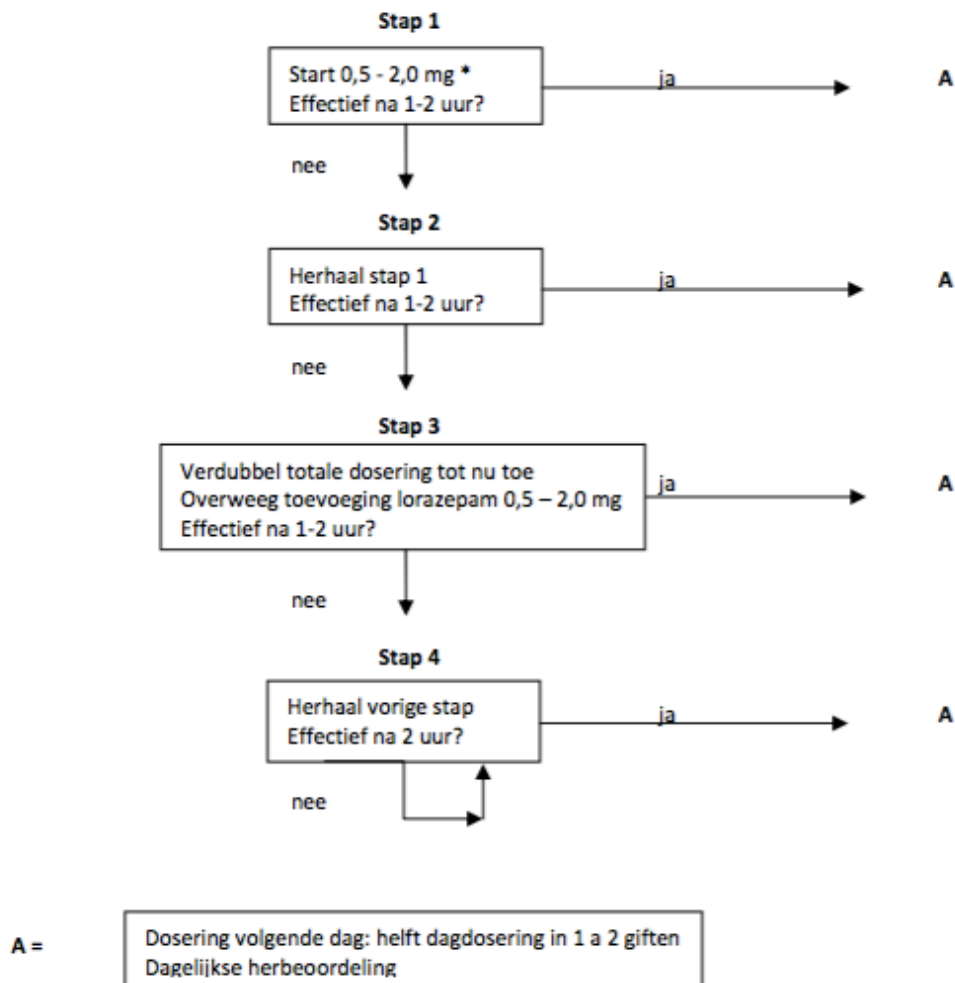 Stap 1
Start 0,5 - 2,0 mg *
Effectief na 1-2 uur?
ja
A
nee
Stap 2
Herhaal stap 1
Effectief na 1-2 uur?
ja
A
nee
Stap 3
Verdubbel totale dosering tot nu toe
Overweeg toevoeging lorazepam 0,5 – 2,0 mg
Effectief na 1-2 uur?
ja
A
nee
Stap 4
Herhaal vorige stap
Effectief na 2 uur?
ja
A
nee
A =
Dosering volgende dag: helft dagdosering in 1 a 2 giften
Dagelijkse herbeoordeling